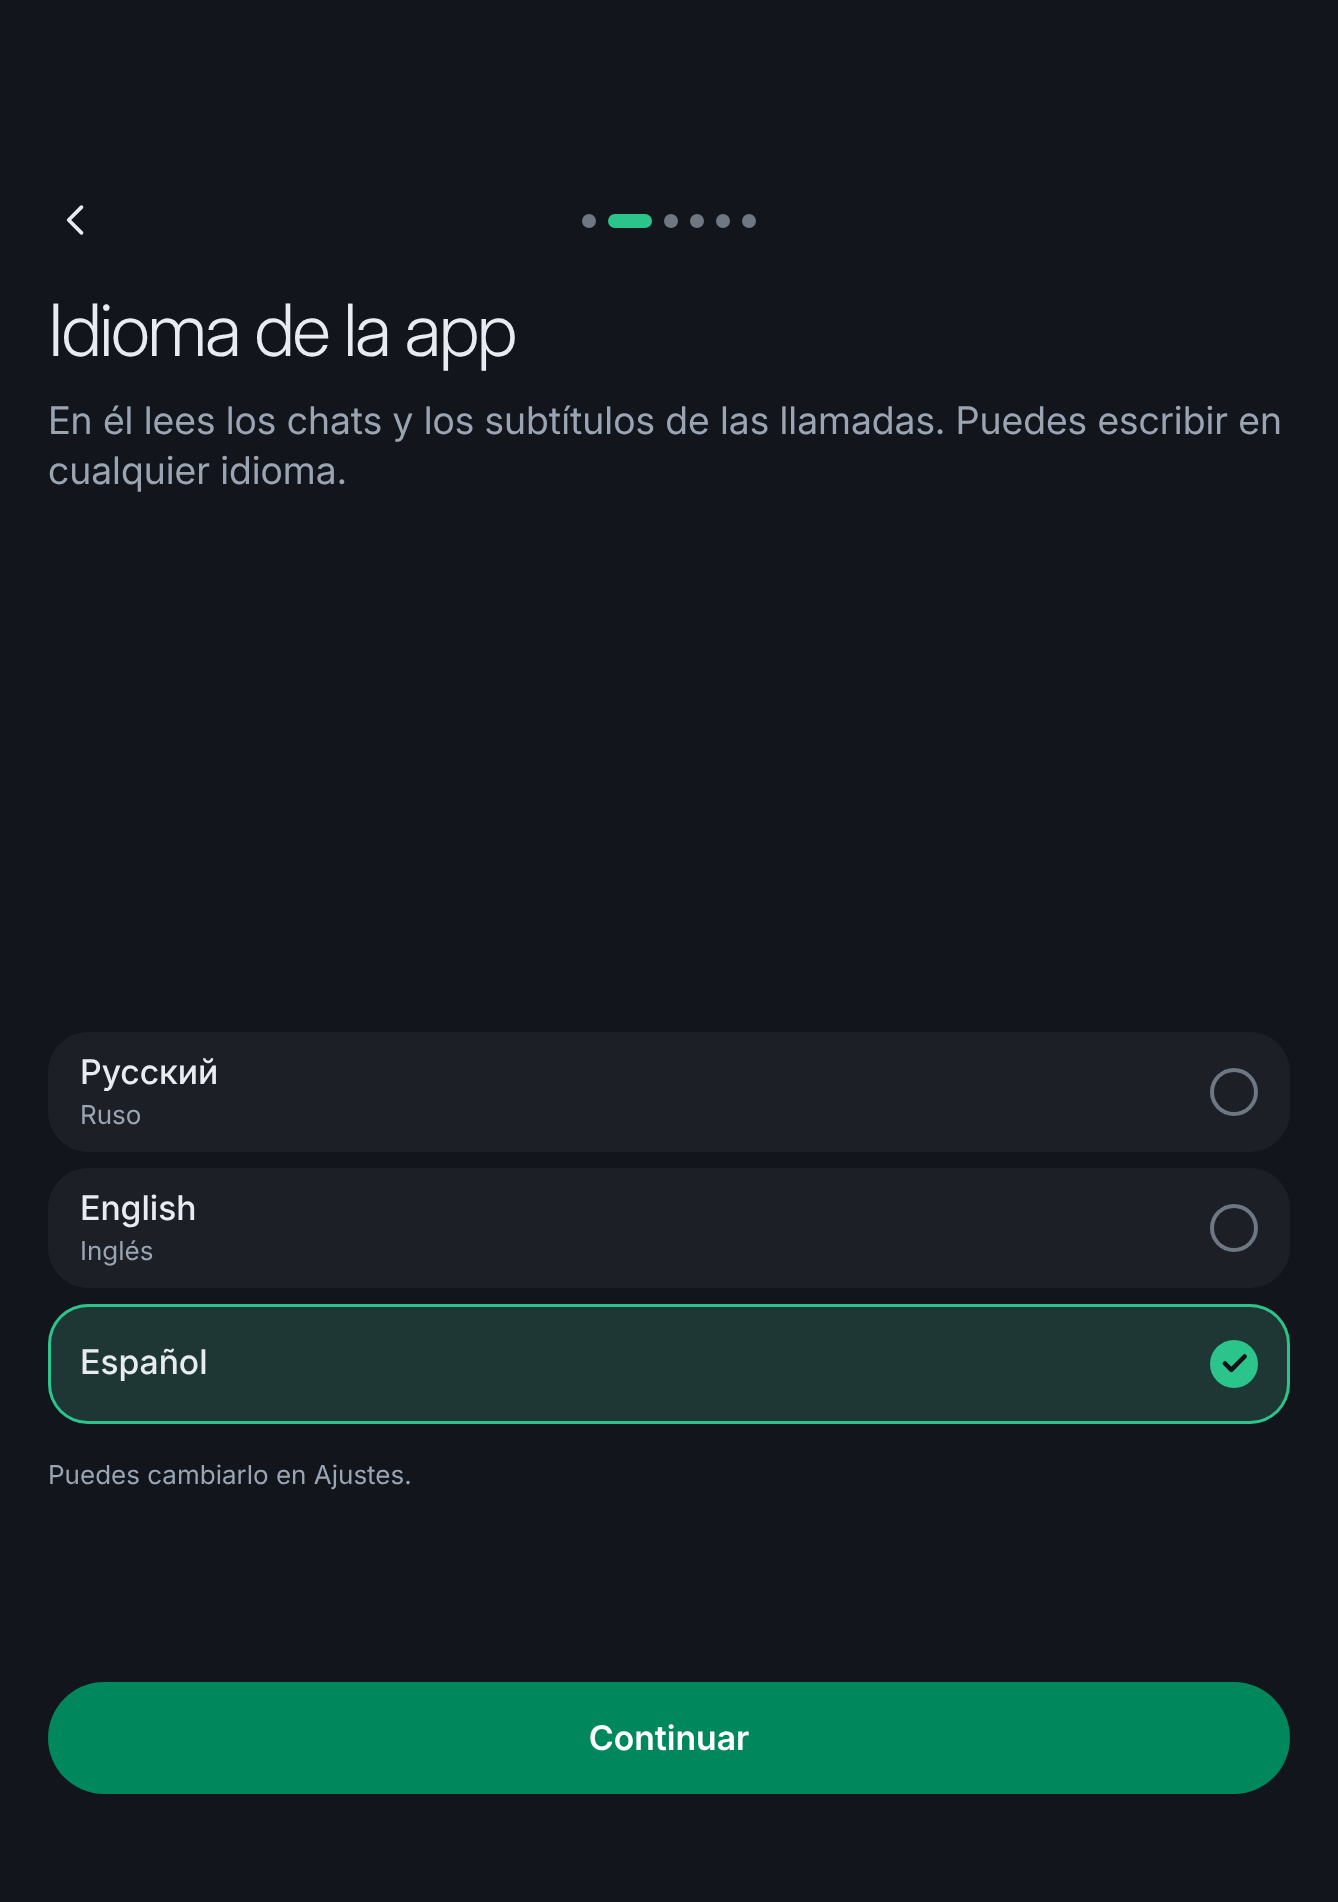 Idioma de la app
En él lees los chats y los subtítulos de las llamadas. Puedes escribir en
cualquier idioma.
Русский
Ruso
English
Inglés
Español
Puedes cambiarlo en Ajustes.
Continuar